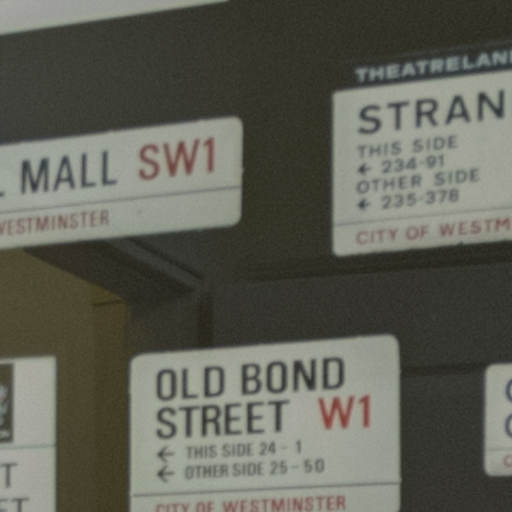 L MALL SW1
WESTMINSTER
THEATRELAN
STRAN
THIS SIDE
← 234-91
OTHER SIDE
← 235-378
CITY OF WESTM
OLD BOND
STREET W1
← THIS SIDE 24 - 1
← OTHER SIDE 25 - 50
CITY OF WESTMINSTER
T
ET